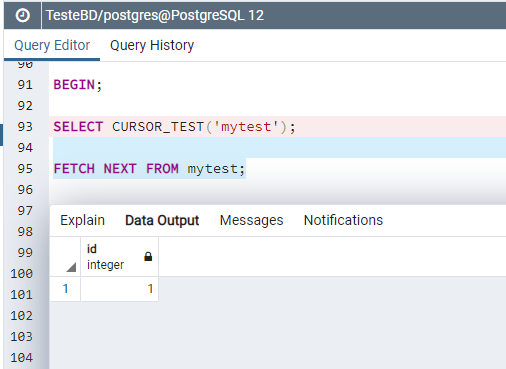 TesteBD/postgres@PostgreSQL 12
Query Editor Query History
90
91 BEGIN;
92
93 SELECT CURSOR_TEST('mytest');
94
95 FETCH NEXT FROM mytest;
96
97
98
99
100
101
102
103
104
Explain Data Output Messages Notifications
id
integer
1 1